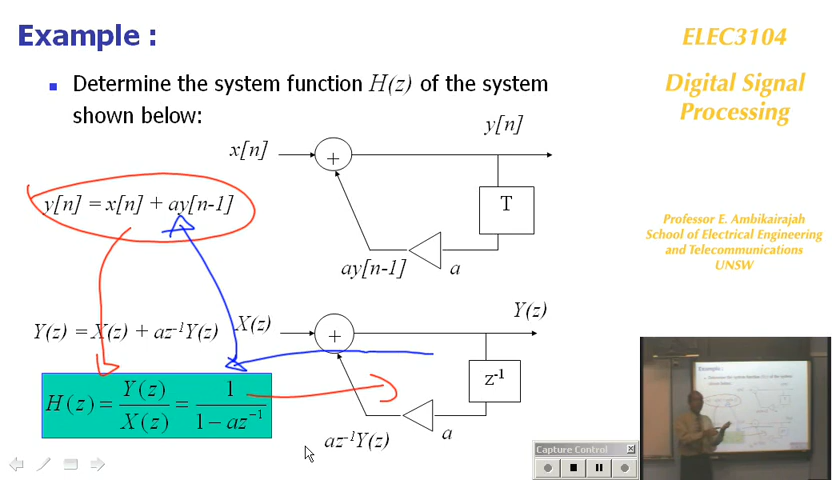 Example :
Determine the system function H(z) of the system
shown below:
ELEC3104
Digital Signal
Processing
Professor E. Ambikairajah
School of Electrical Engineering
and Telecommunications
UNSW
x[n]
+
y[n]
T
ay[n-1]
a
y[n] = x[n] + ay[n-1]
Y(z) = X(z) + az⁻¹Y(z)
X(z)
+
Y(z)
z⁻¹
az⁻¹Y(z)
a
H(z) = Y(z) / X(z) = 1 / 1 − az⁻¹
Capture Control